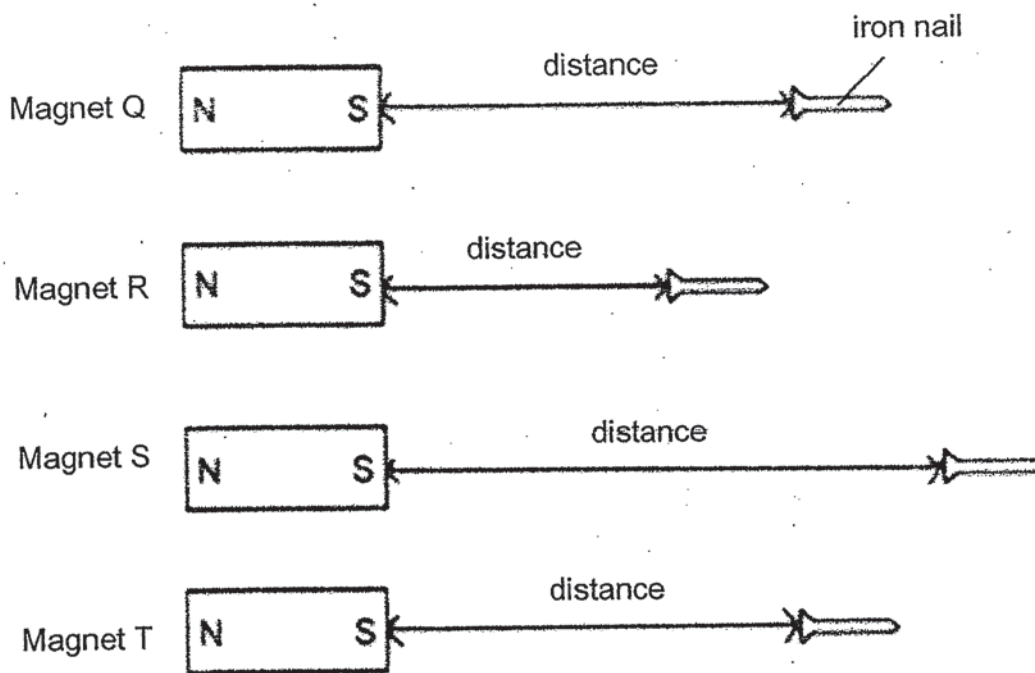 iron nail
distance
Magnet Q
N S
distance
Magnet R
N S
distance
Magnet S
N S
distance
Magnet T
N S